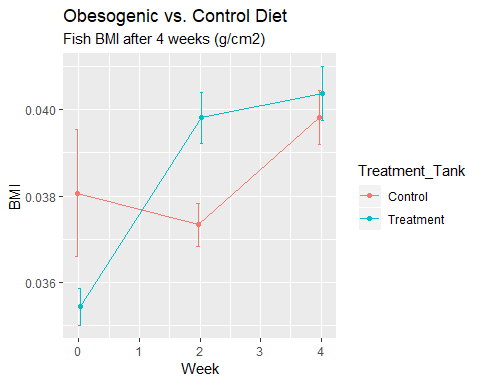 Obesogenic vs. Control Diet
Fish BMI after 4 weeks (g/cm2)
BMI
0.040
0.038
0.036
0
1
2
3
4
Week
Treatment_Tank
Control
Treatment